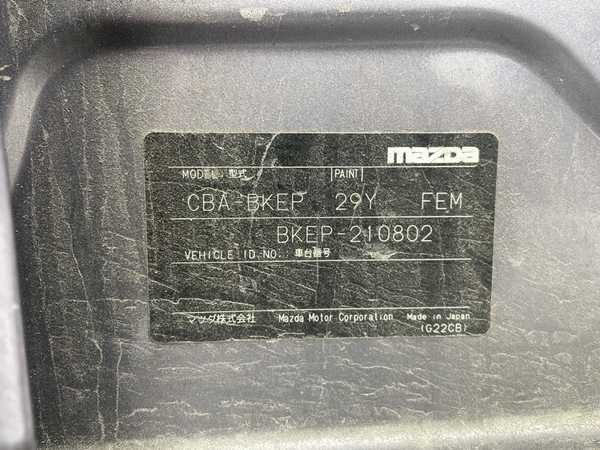 mazda
MODEL. 型式 PAINT
CBA-BKEP 29Y FEM
BKEP-210802
VEHICLE ID.NO. 車台番号
マツダ株式会社 Mazda Motor Corporation Made in Japan
(G22CB)